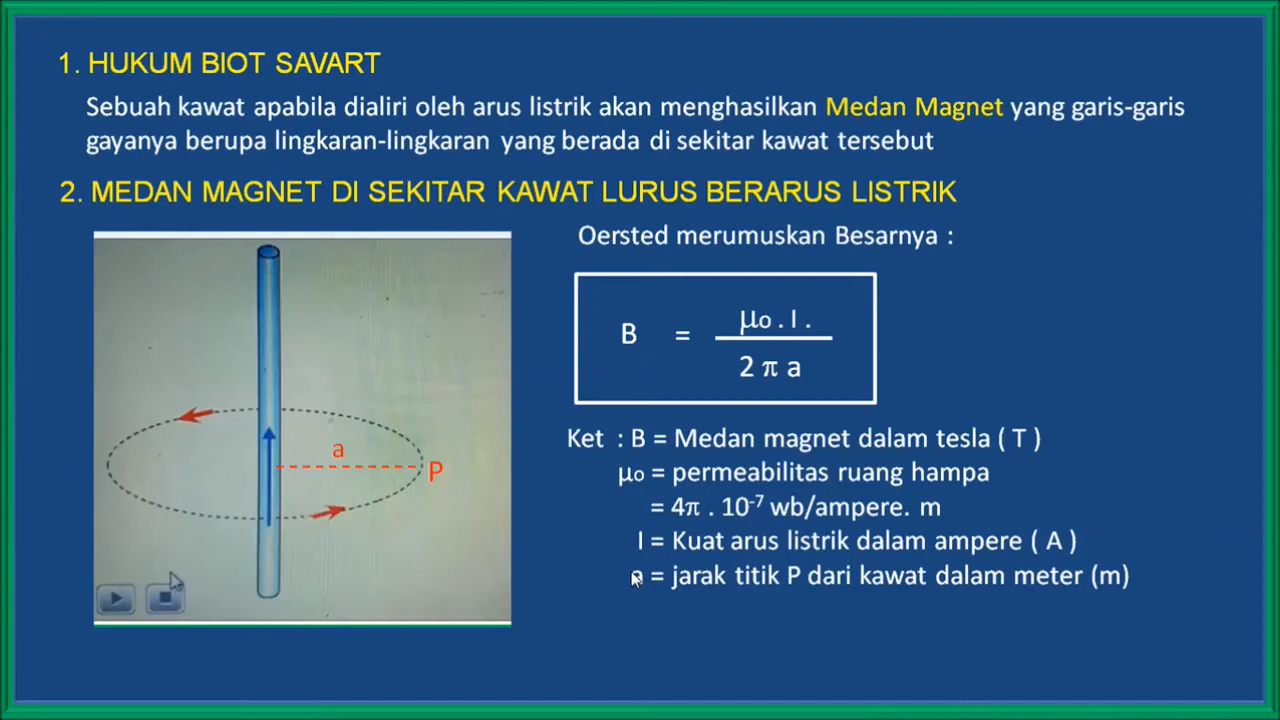 1. HUKUM BIOT SAVART
Sebuah kawat apabila dialiri oleh arus listrik akan menghasilkan Medan Magnet yang garis-garis
gayanya berupa lingkaran-lingkaran yang berada di sekitar kawat tersebut
2. MEDAN MAGNET DI SEKITAR KAWAT LURUS BERARUS LISTRIK
a
P
Oersted merumuskan Besarnya :
B = μo . I .
2 π a
Ket : B = Medan magnet dalam tesla ( T )
μo = permeabilitas ruang hampa
= 4π . 10⁻⁷ wb/ampere. m
I = Kuat arus listrik dalam ampere ( A )
a = jarak titik P dari kawat dalam meter (m)